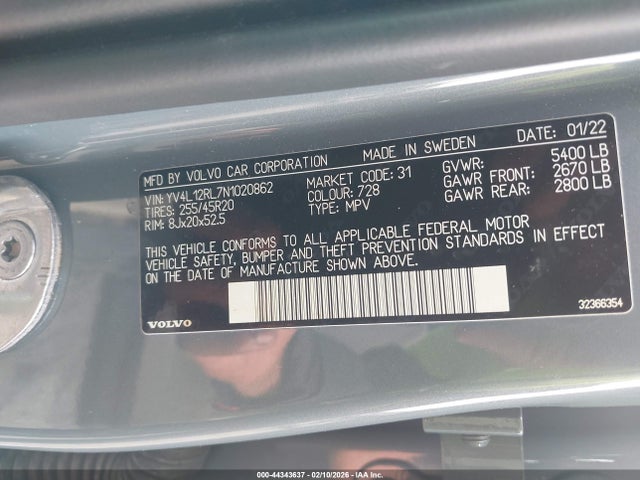 MFD BY VOLVO CAR CORPORATION MADE IN SWEDEN DATE: 01/22
VIN: YV4L12RL7N1020862 MARKET CODE: 31 GVWR: 5400 LB
TIRES: 255/45R20 COLOUR: 728 GAWR FRONT: 2670 LB
RIM: 8Jx20x52.5 TYPE: MPV GAWR REAR: 2800 LB
THIS VEHICLE CONFORMS TO ALL APPLICABLE FEDERAL MOTOR
VEHICLE SAFETY, BUMPER AND THEFT PREVENTION STANDARDS IN EFFECT
ON THE DATE OF MANUFACTURE SHOWN ABOVE.
VOLVO 32366354
000-44343637 - 02/10/2026 - IAA